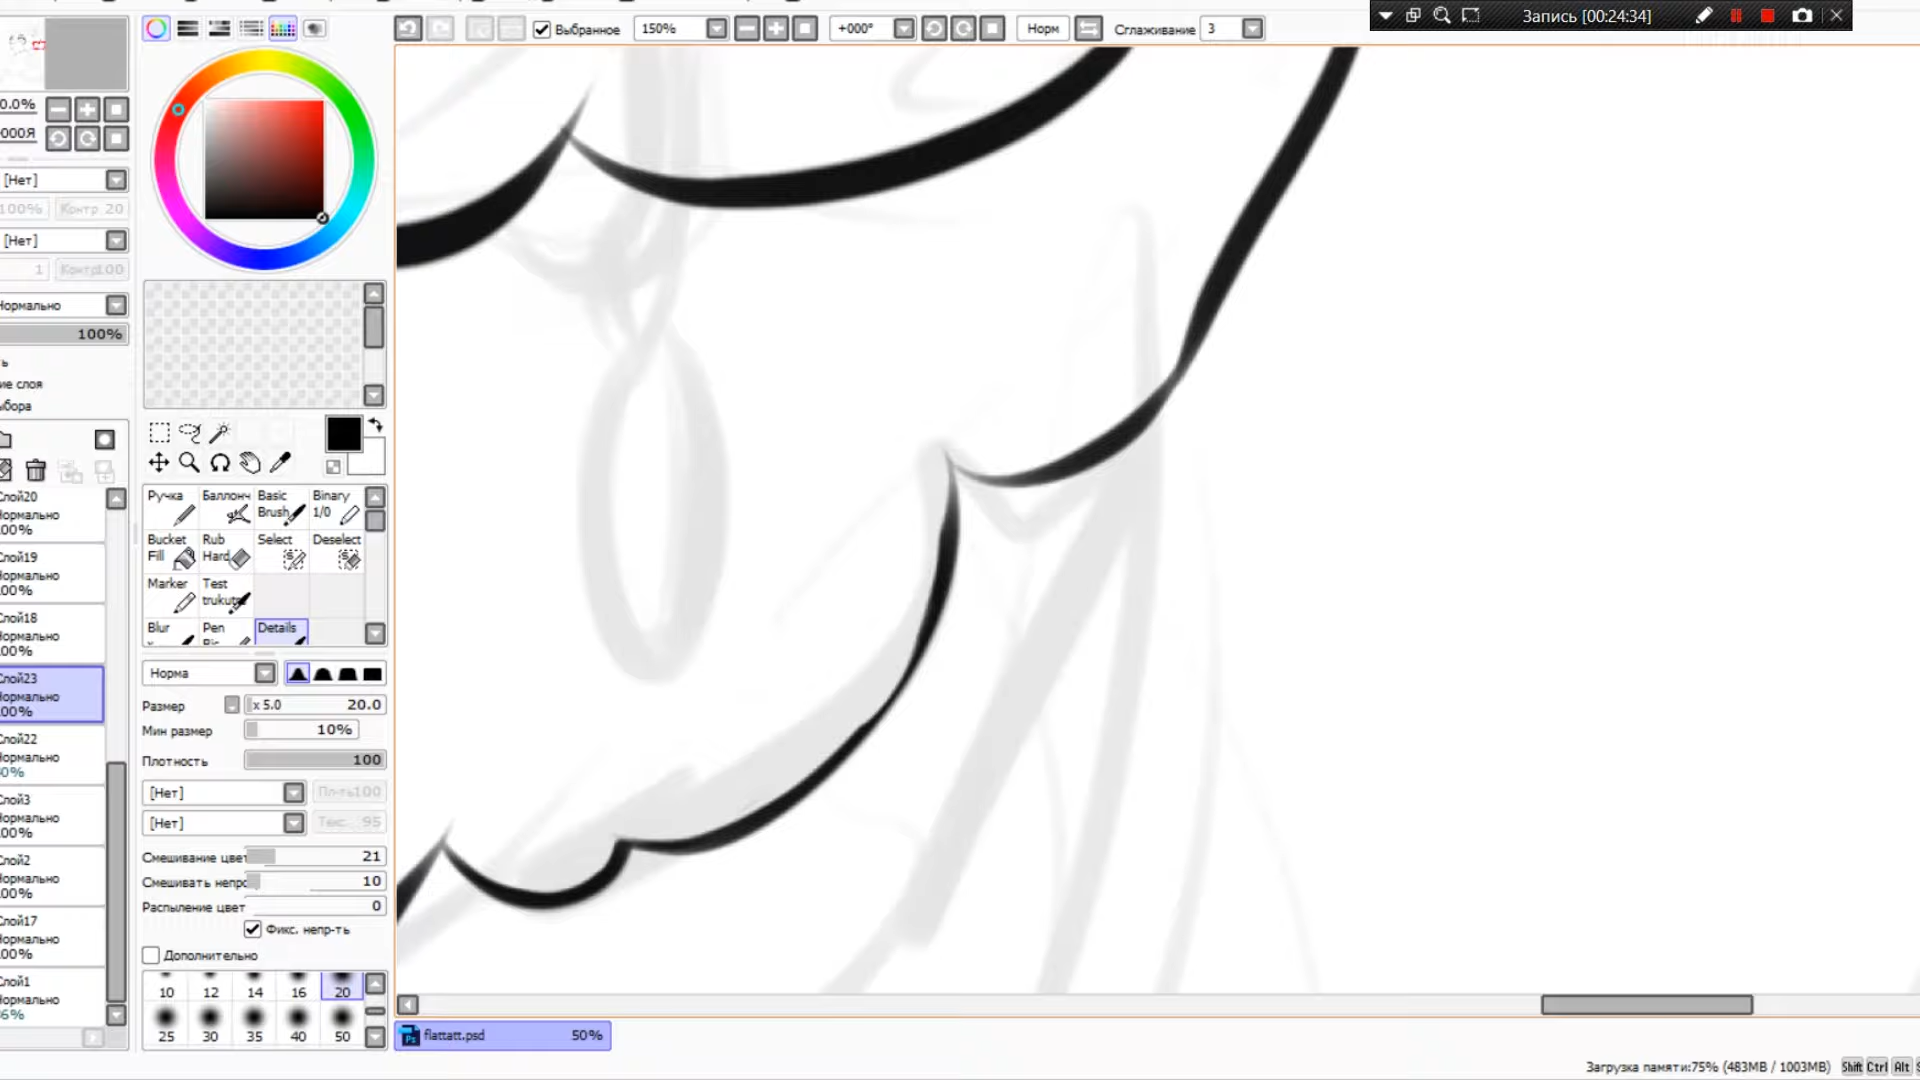 Выбранное 150% +000° Норм Сглаживание 3
Запись [00:24:34]
0.0%
000Я
[Нет]
100% Контр 20
[Нет]
1 Контр100
Нормально
100%
ь
ие слоя
ыбора
Слой20
Нормально
100%
Слой19
Нормально
100%
Слой18
Нормально
100%
Слой23
Нормально
100%
Слой22
Нормально
0%
Слой3
Нормально
100%
Слой2
Нормально
100%
Слой17
Нормально
100%
Слой1
Нормально
6%
Ручка Баллонч Basic Brush Binary 1/0
Bucket Fill Rub Hard Select Deselect
Marker Test trukut
Blur Pen Details
Норма
Размер x 5.0 20.0
Мин размер 10%
Плотность 100
[Нет] Пл-ть100
[Нет] Текс. 95
Смешивание цвет 21
Смешивать непро 10
Распыление цвет 0
Фикс. непр-ть
Дополнительно
10 12 14 16 20
25 30 35 40 50
flattatt.psd 50%
Загрузка памяти:75% (483MB / 1003MB) Shift Ctrl Alt S